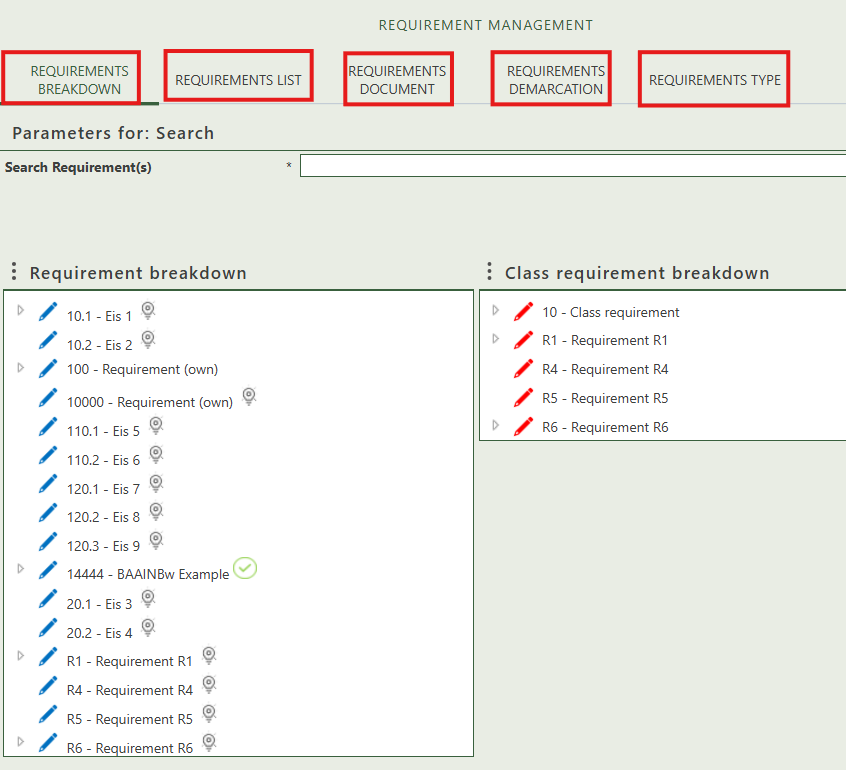 REQUIREMENT MANAGEMENT
REQUIREMENTS
BREAKDOWN
REQUIREMENTS LIST
REQUIREMENTS
DOCUMENT
REQUIREMENTS
DEMARCATION
REQUIREMENTS TYPE
Parameters for: Search
Search Requirement(s) *
Requirement breakdown
10.1 - Eis 1
10.2 - Eis 2
100 - Requirement (own)
10000 - Requirement (own)
110.1 - Eis 5
110.2 - Eis 6
120.1 - Eis 7
120.2 - Eis 8
120.3 - Eis 9
14444 - BAAINBw Example
20.1 - Eis 3
20.2 - Eis 4
R1 - Requirement R1
R4 - Requirement R4
R5 - Requirement R5
R6 - Requirement R6
Class requirement breakdown
10 - Class requirement
R1 - Requirement R1
R4 - Requirement R4
R5 - Requirement R5
R6 - Requirement R6